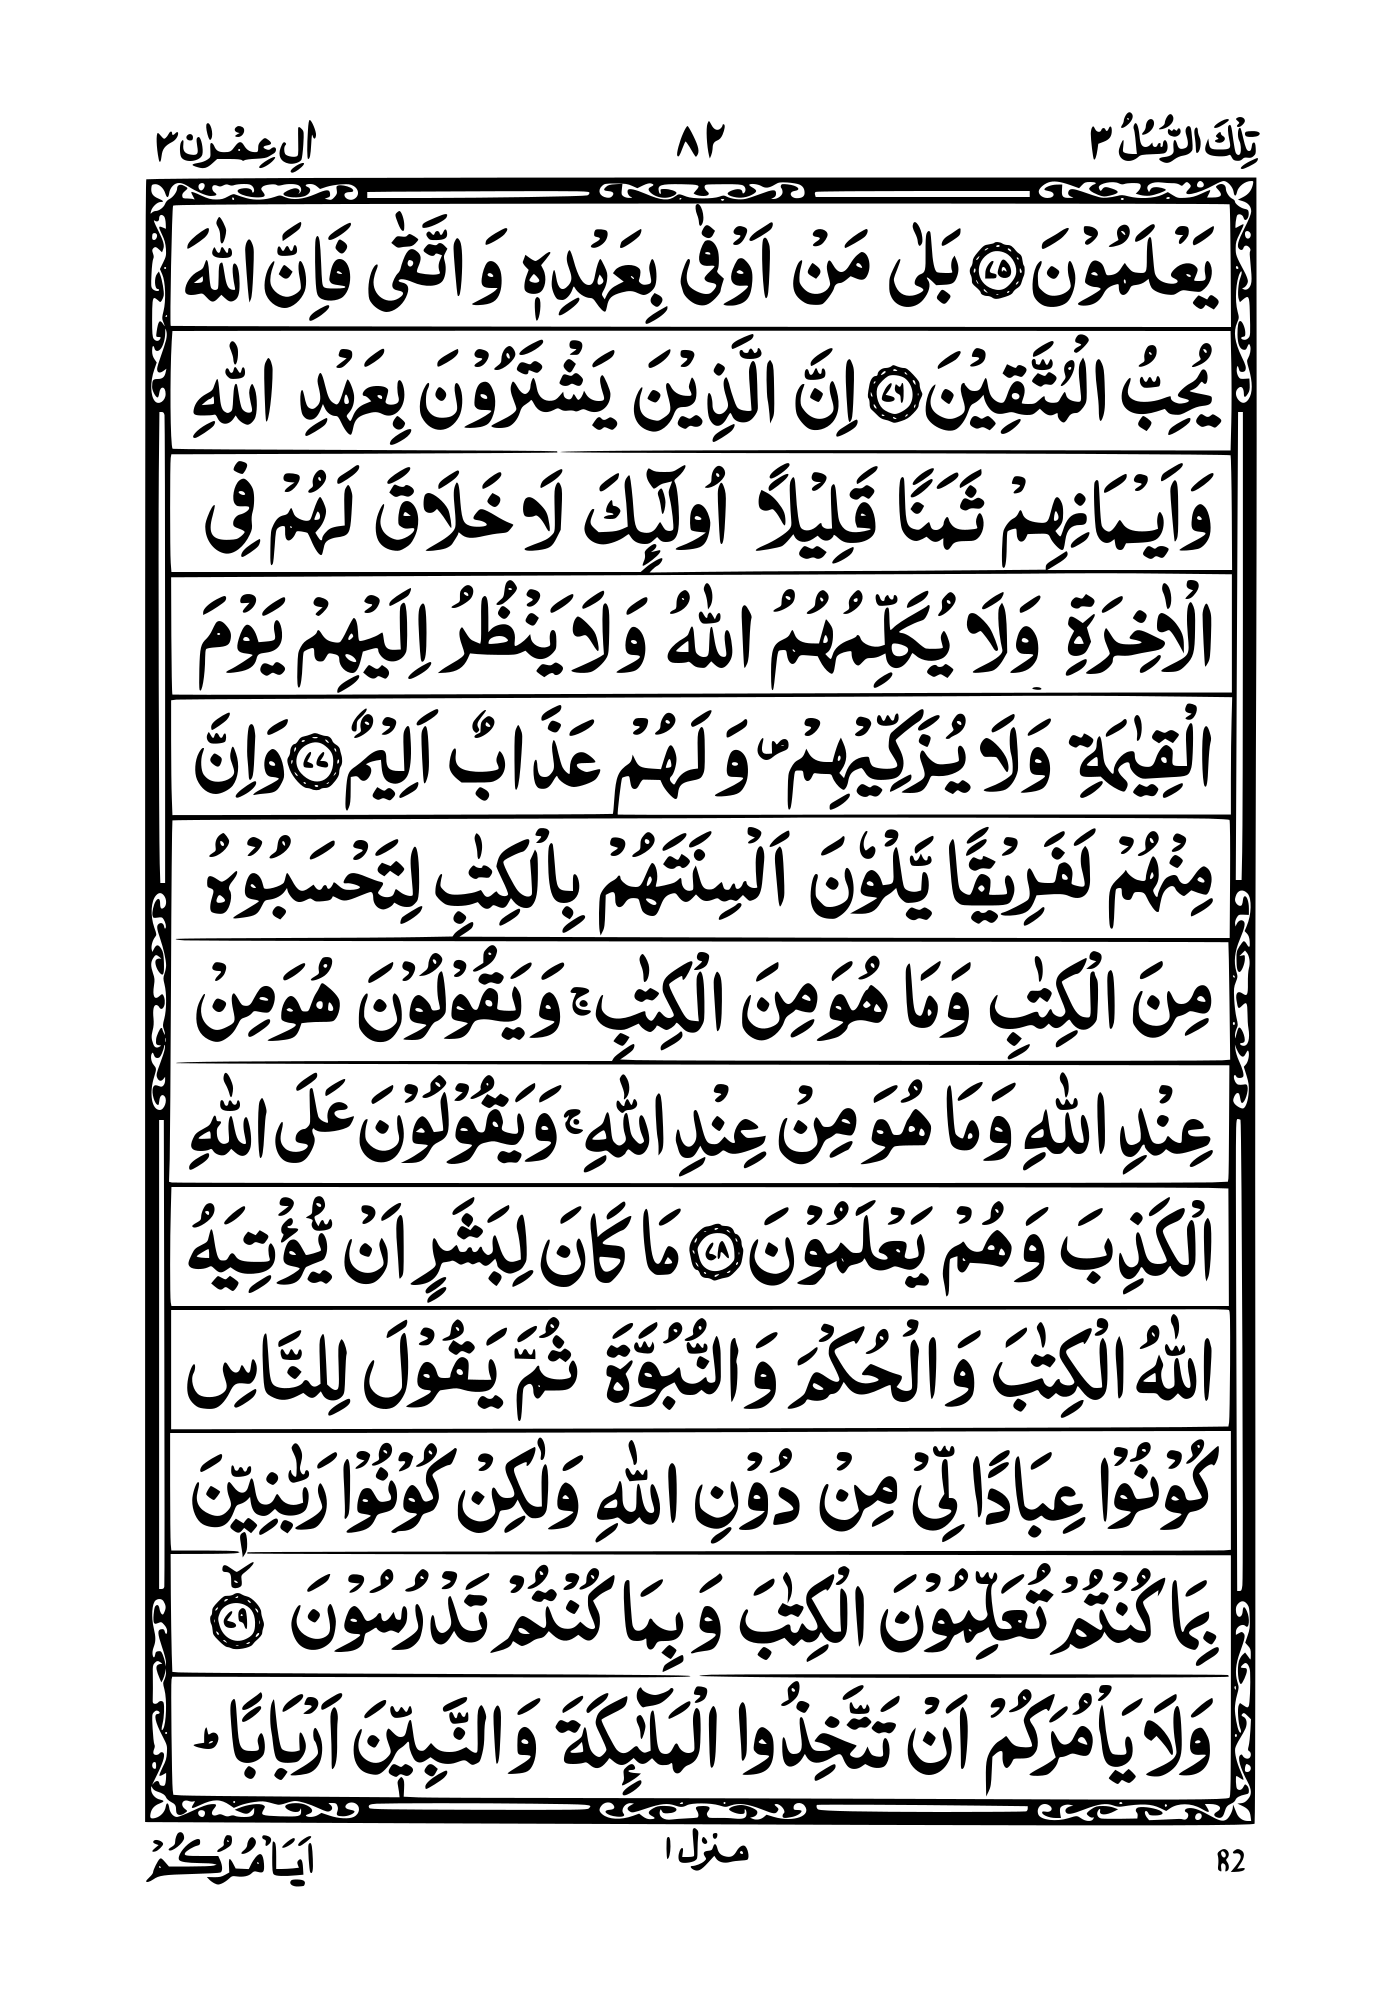 تِلْكَ الرُّسُلُ ٣
٨٢
اٰلِ عِمْرٰن ٣
يَعْلَمُوْنَ ﴿٧٥﴾ بَلٰى مَنْ اَوْفٰى بِعَهْدِهٖ وَ اتَّقٰى فَاِنَّ اللّٰهَ
يُحِبُّ الْمُتَّقِيْنَ ﴿٧٦﴾ اِنَّ الَّذِيْنَ يَشْتَرُوْنَ بِعَهْدِ اللّٰهِ
وَاَيْمَانِهِمْ ثَمَنًا قَلِيْلًا اُولٰٓئِكَ لَا خَلَاقَ لَهُمْ فِى
الْاٰخِرَةِ وَلَا يُكَلِّمُهُمُ اللّٰهُ وَلَا يَنْظُرُ اِلَيْهِمْ يَوْمَ
الْقِيٰمَةِ وَلَا يُزَكِّيْهِمْ ۪ وَلَهُمْ عَذَابٌ اَلِيْمٌ ﴿٧٧﴾ وَاِنَّ
مِنْهُمْ لَفَرِيْقًا يَّلْوٗنَ اَلْسِنَتَهُمْ بِالْكِتٰبِ لِتَحْسَبُوْهُ
مِنَ الْكِتٰبِ وَمَا هُوَ مِنَ الْكِتٰبِ ۚ وَيَقُوْلُوْنَ هُوَ مِنْ
عِنْدِ اللّٰهِ وَمَا هُوَ مِنْ عِنْدِ اللّٰهِ ۚ وَيَقُوْلُوْنَ عَلَى اللّٰهِ
الْكَذِبَ وَهُمْ يَعْلَمُوْنَ ﴿٧٨﴾ مَا كَانَ لِبَشَرٍ اَنْ يُّؤْتِيَهُ
اللّٰهُ الْكِتٰبَ وَالْحُكْمَ وَالنُّبُوَّةَ ثُمَّ يَقُوْلَ لِلنَّاسِ
كُوْنُوْا عِبَادًا لِّىْ مِنْ دُوْنِ اللّٰهِ وَلٰكِنْ كُوْنُوْا رَبّٰنِيّٖنَ
بِمَا كُنْتُمْ تُعَلِّمُوْنَ الْكِتٰبَ وَبِمَا كُنْتُمْ تَدْرُسُوْنَ ۙ﴿٧٩﴾
وَلَا يَاْمُرَكُمْ اَنْ تَتَّخِذُوا الْمَلٰٓئِكَةَ وَالنَّبِيّٖنَ اَرْبَابًا ؕ
82
منزل ١
اَيَاْمُرُكُمْ